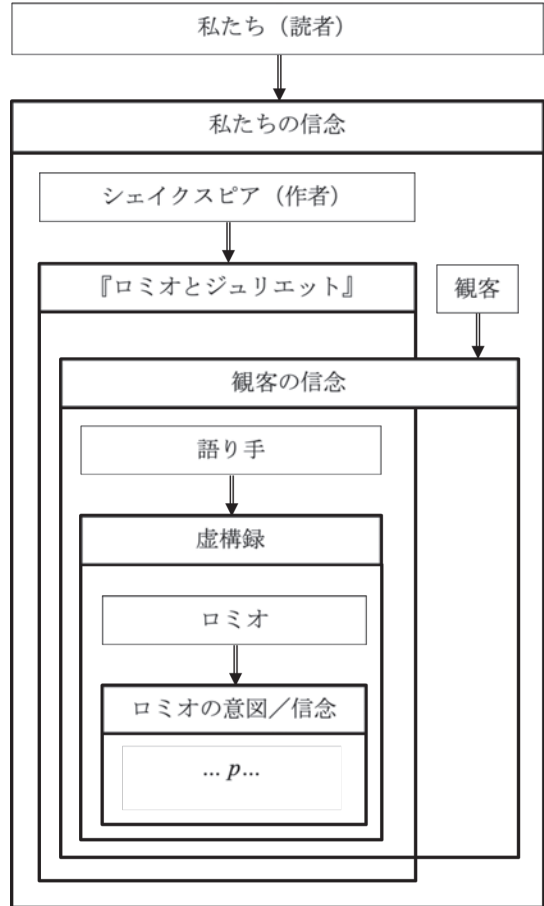 私たち（読者）
私たちの信念
シェイクスピア（作者）
『ロミオとジュリエット』
観客
観客の信念
語り手
虚構録
ロミオ
ロミオの意図／信念
... p...